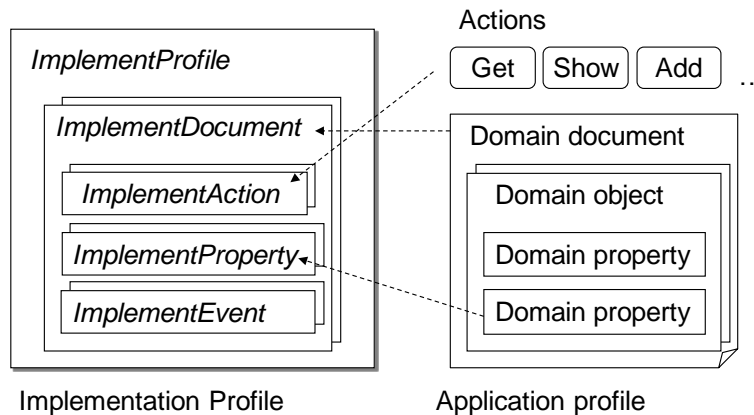 Actions
ImplementProfile
Get Show Add ..
ImplementDocument
Domain document
ImplementAction
Domain object
ImplementProperty
Domain property
ImplementEvent
Domain property
Implementation Profile
Application profile